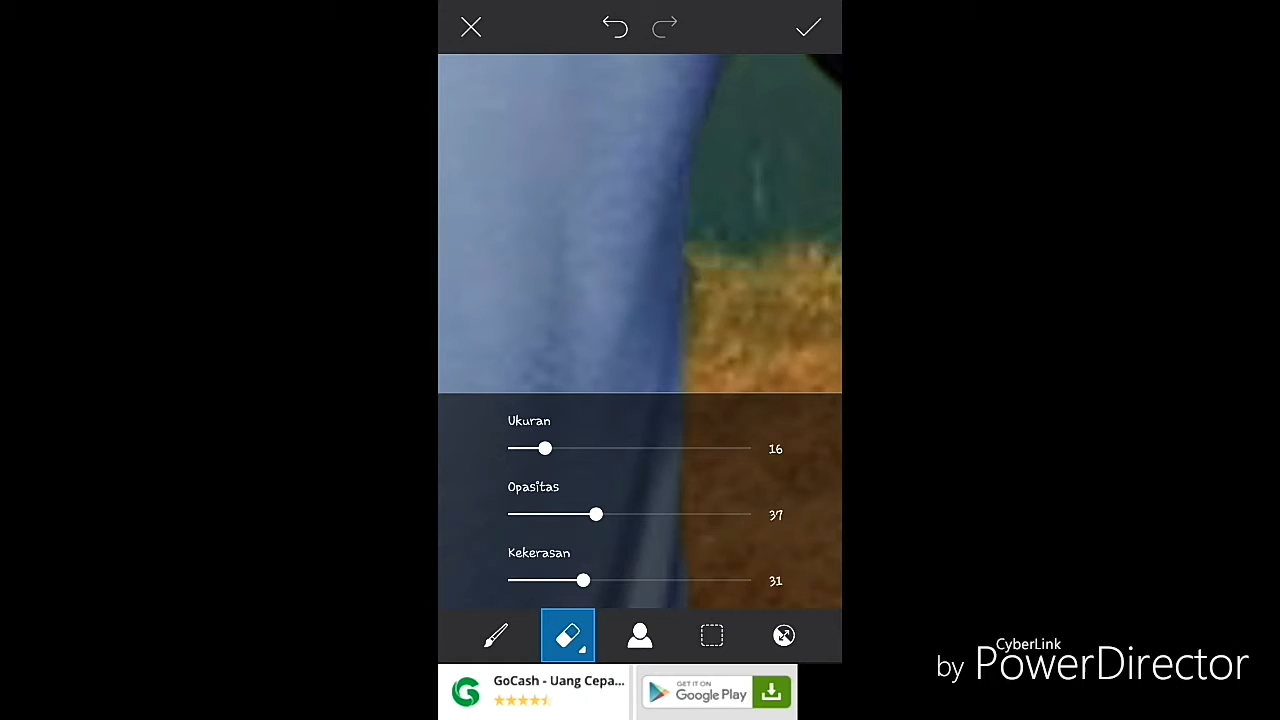 Ukuran
16
Opasitas
37
Kekerasan
31
GoCash - Uang Cepa...
GET IT ON
Google Play
CyberLink
by PowerDirector